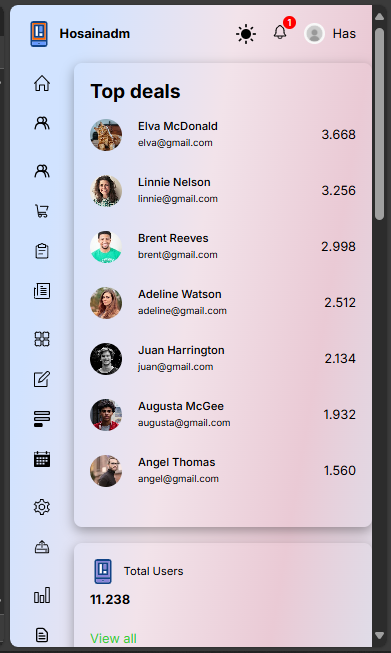 Hosainadm
1
Has
Top deals
Elva McDonald
elva@gmail.com
3.668
Linnie Nelson
linnie@gmail.com
3.256
Brent Reeves
brent@gmail.com
2.998
Adeline Watson
adeline@gmail.com
2.512
Juan Harrington
juan@gmail.com
2.134
Augusta McGee
augusta@gmail.com
1.932
Angel Thomas
angel@gmail.com
1.560
Total Users
11.238
View all